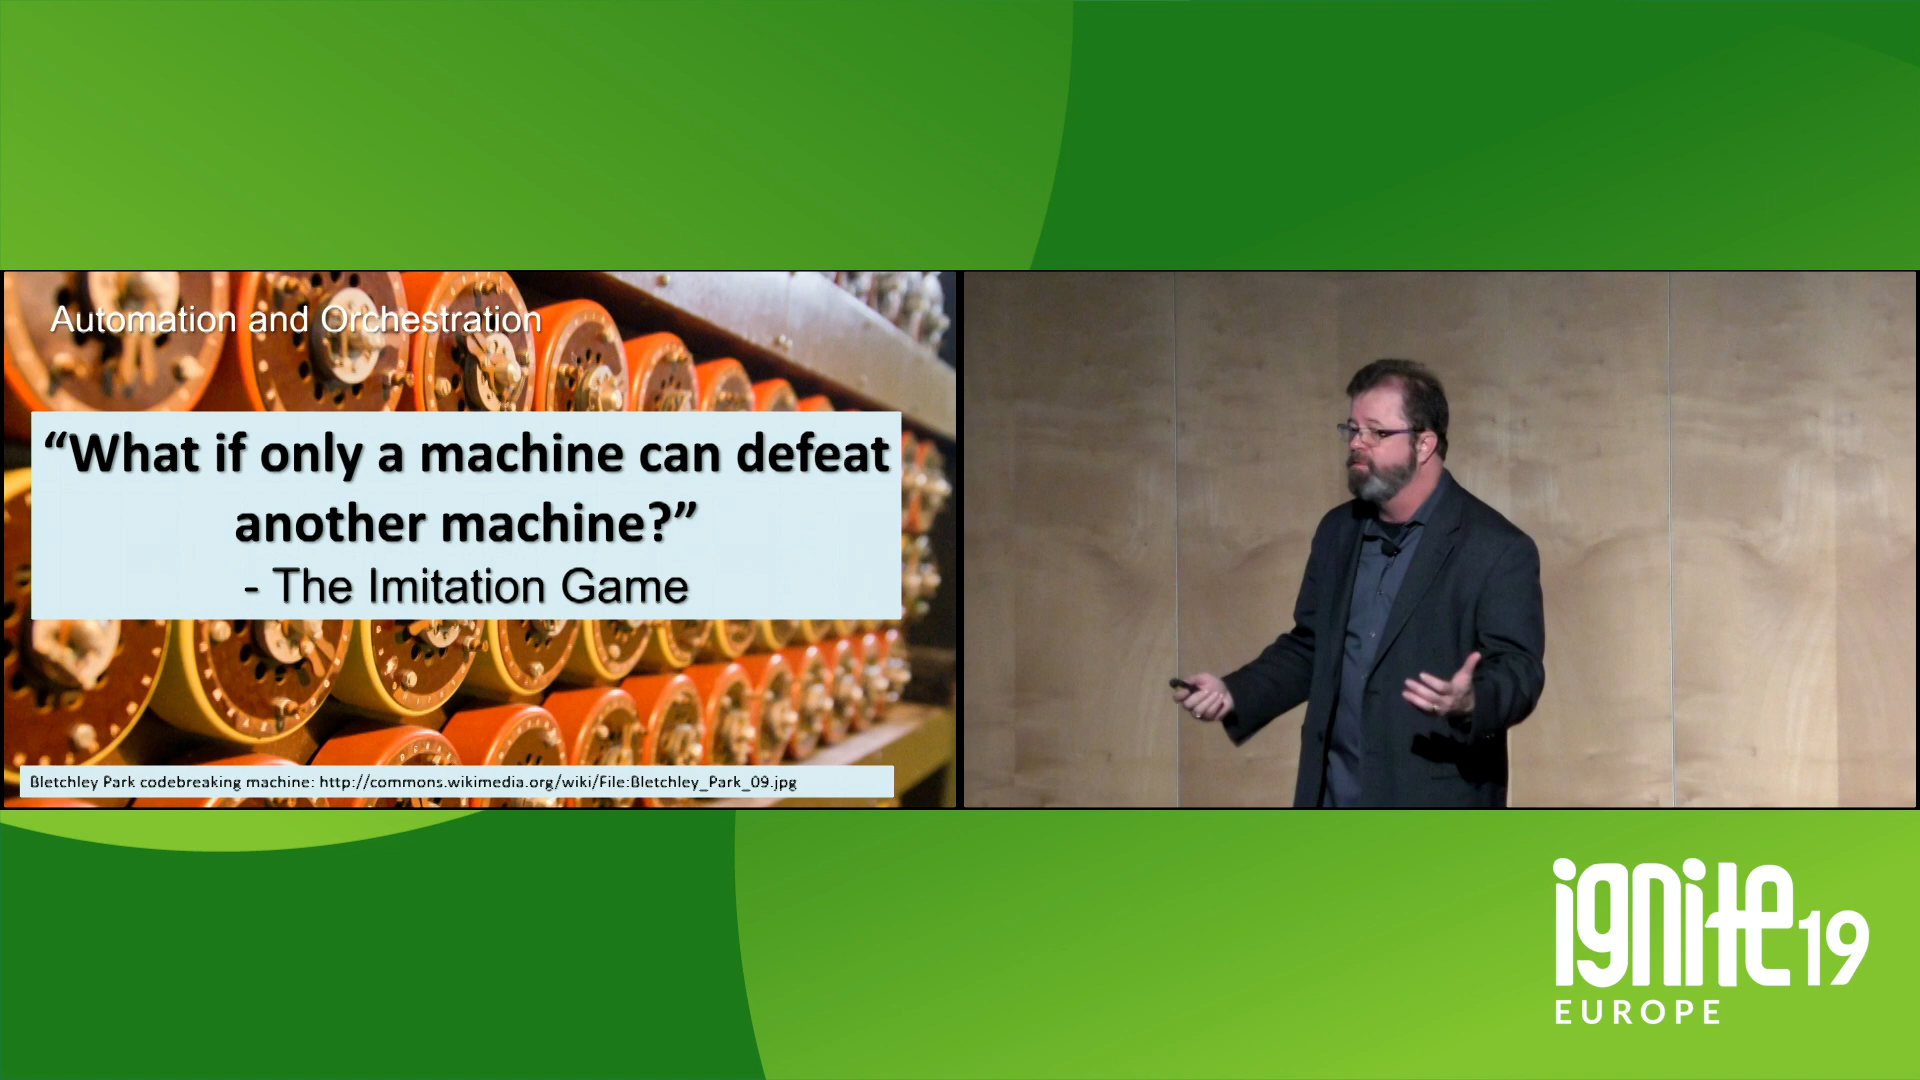 Automation and Orchestration
“What if only a machine can defeat
another machine?”
- The Imitation Game
Bletchley Park codebreaking machine: http://commons.wikimedia.org/wiki/File:Bletchley_Park_09.jpg
ignite19
EUROPE